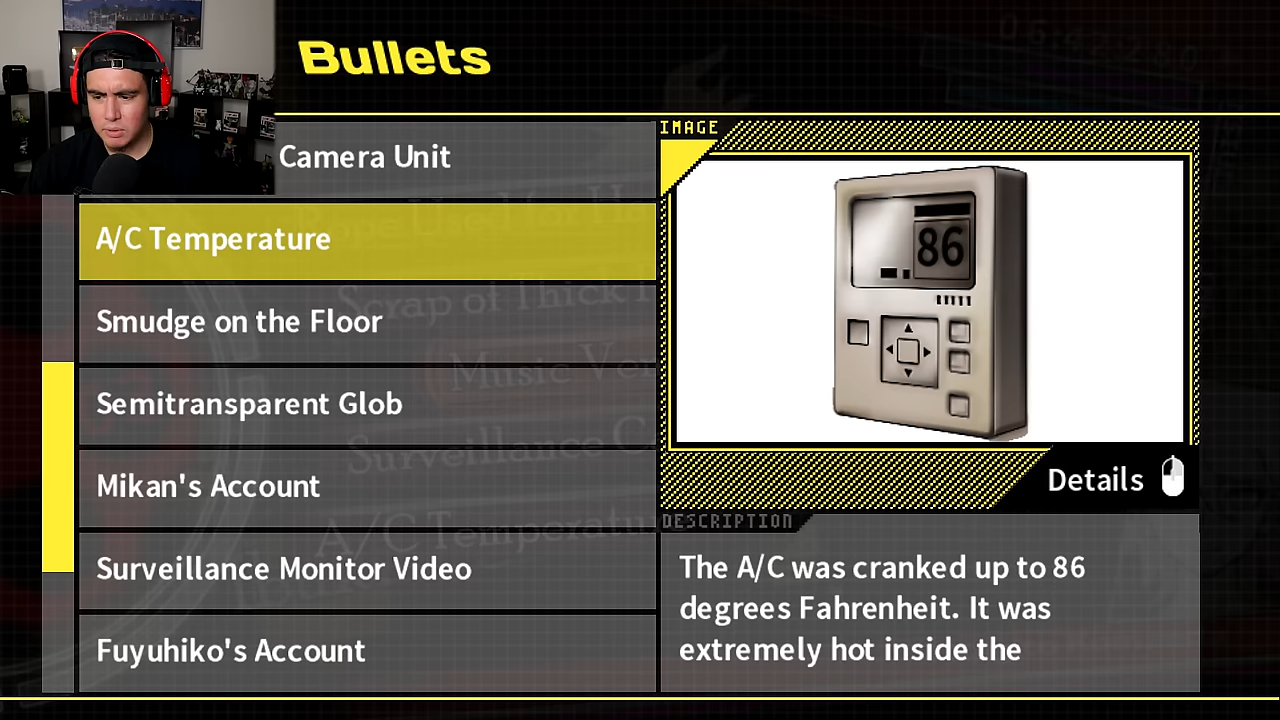 Bullets
Camera Unit
A/C Temperature
Smudge on the Floor
Semitransparent Glob
Mikan's Account
Surveillance Monitor Video
Fuyuhiko's Account
IMAGE
86
Details
DESCRIPTION
The A/C was cranked up to 86
degrees Fahrenheit. It was
extremely hot inside the